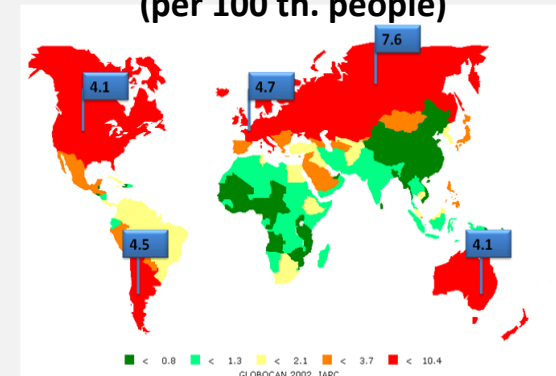 (per 100 th. people)
7.6
4.1
4.7
4.5
4.1
< 0.8 < 1.3 < 2.1 < 3.7 < 10.4
GLOBOCAN 2002, IARC